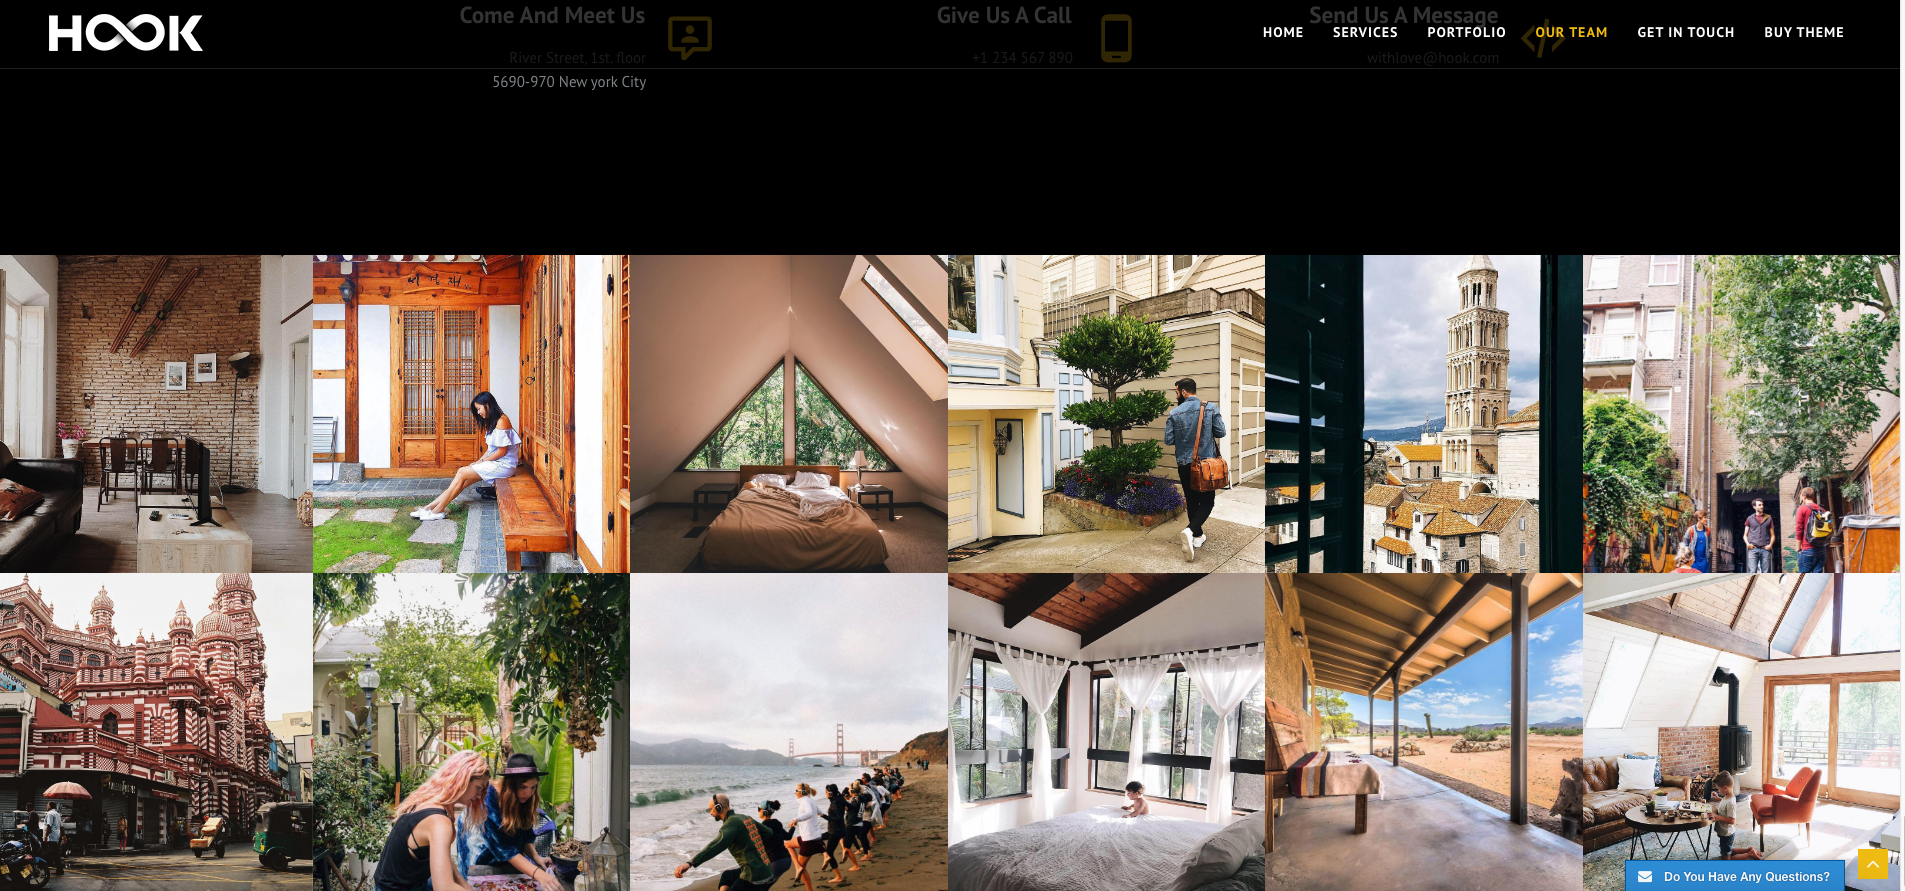 HOOK
HOME
SERVICES
PORTFOLIO
OUR TEAM
GET IN TOUCH
BUY THEME
Come And Meet Us
River Street, 1st. floor
5690-970 New york City
Give Us A Call
+1 234 567 890
Send Us A Message
withlove@hook.com
Do You Have Any Questions?